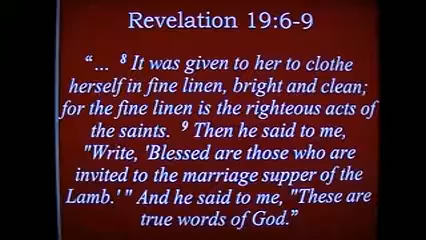 Revelation 19:6-9
“... 8 It was given to her to clothe
herself in fine linen, bright and clean;
for the fine linen is the righteous acts of
the saints. 9 Then he said to me,
"Write, 'Blessed are those who are
invited to the marriage supper of the
Lamb.' " And he said to me, "These are
true words of God.”